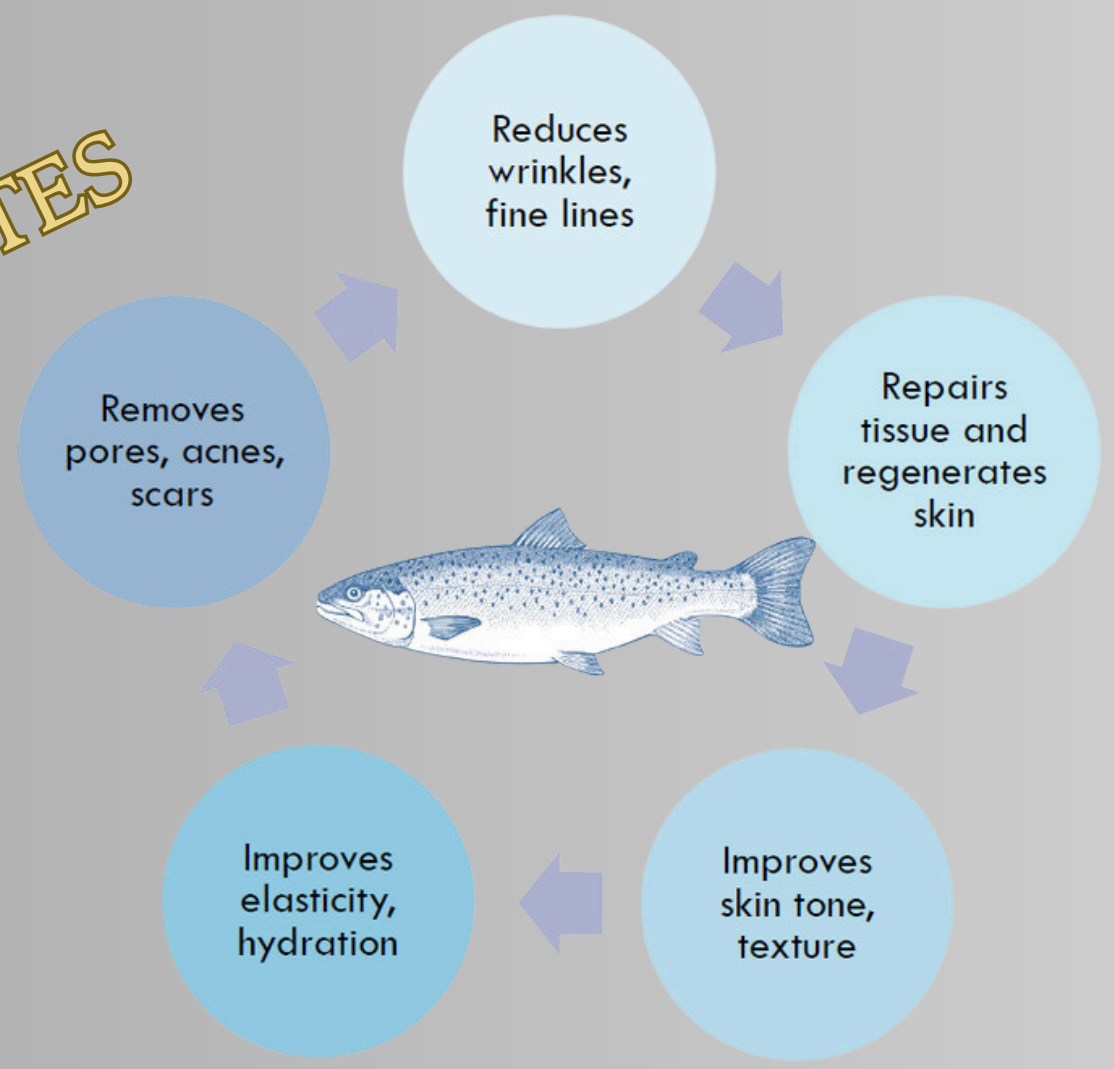 TES
Reduces
wrinkles,
fine lines
Repairs
tissue and
regenerates
skin
Improves
skin tone,
texture
Improves
elasticity,
hydration
Removes
pores, acnes,
scars